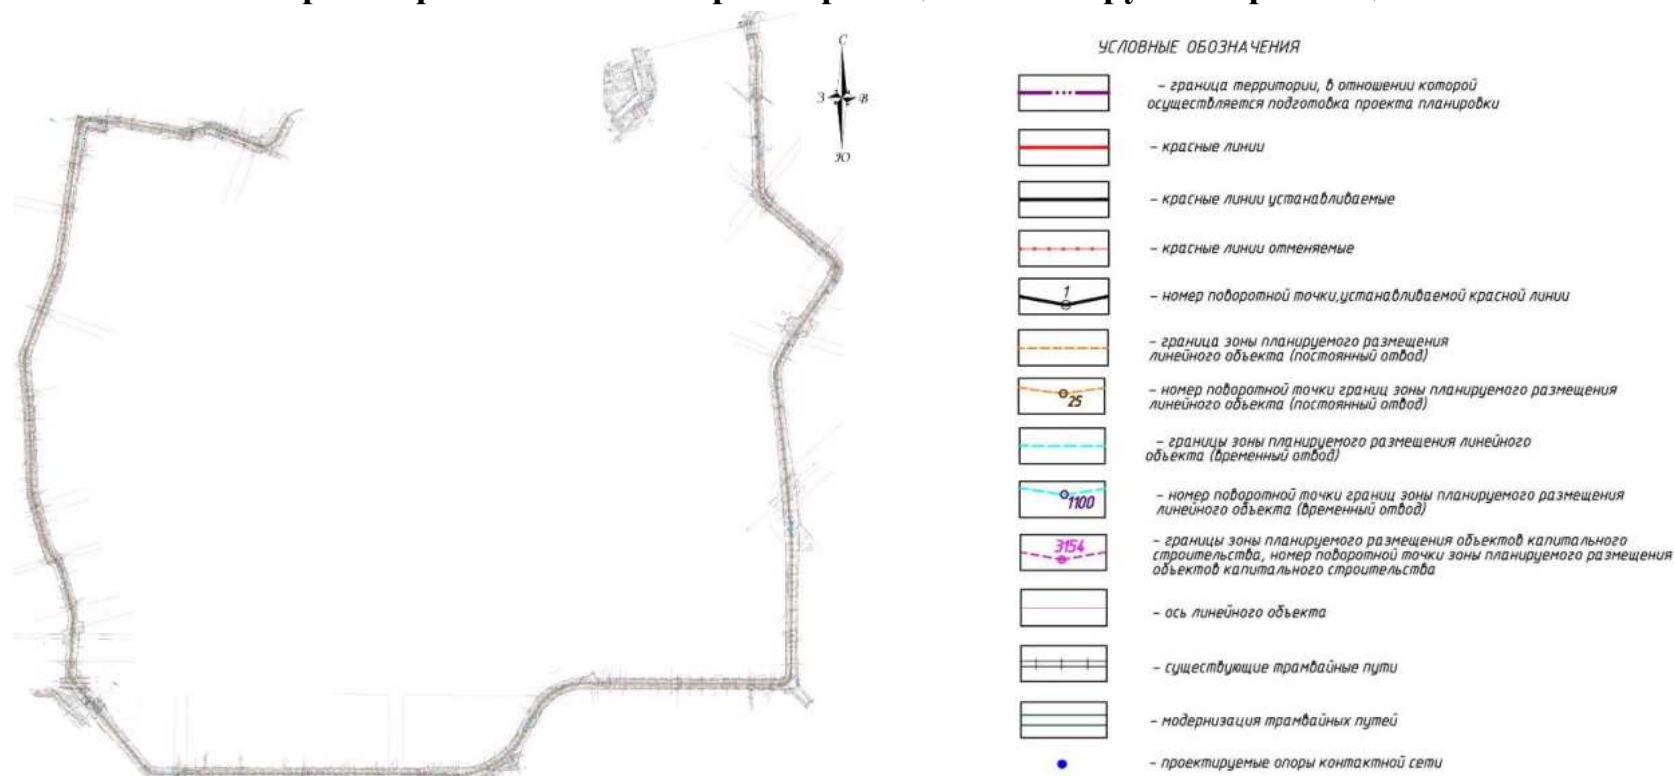 С
З
В
Ю
УСЛОВНЫЕ ОБОЗНАЧЕНИЯ
- граница территории, в отношении которой
осуществляется подготовка проекта планировки
- красные линии
- красные линии устанавливаемые
- красные линии отменяемые
1
- номер поворотной точки,устанавливаемой красной линии
- граница зоны планируемого размещения
линейного объекта (постоянный отвод)
25
- номер поворотной точки границ зоны планируемого размещения
линейного объекта (постоянный отвод)
- границы зоны планируемого размещения линейного
объекта (временный отвод)
1100
- номер поворотной точки границ зоны планируемого размещения
линейного объекта (временный отвод)
3154
- границы зоны планируемого размещения объектов капитального
строительства, номер поворотной точки зоны планируемого размещения
объектов капитального строительства
- ось линейного объекта
- существующие трамвайные пути
- модернизация трамвайных путей
- проектируемые опоры контактной сети